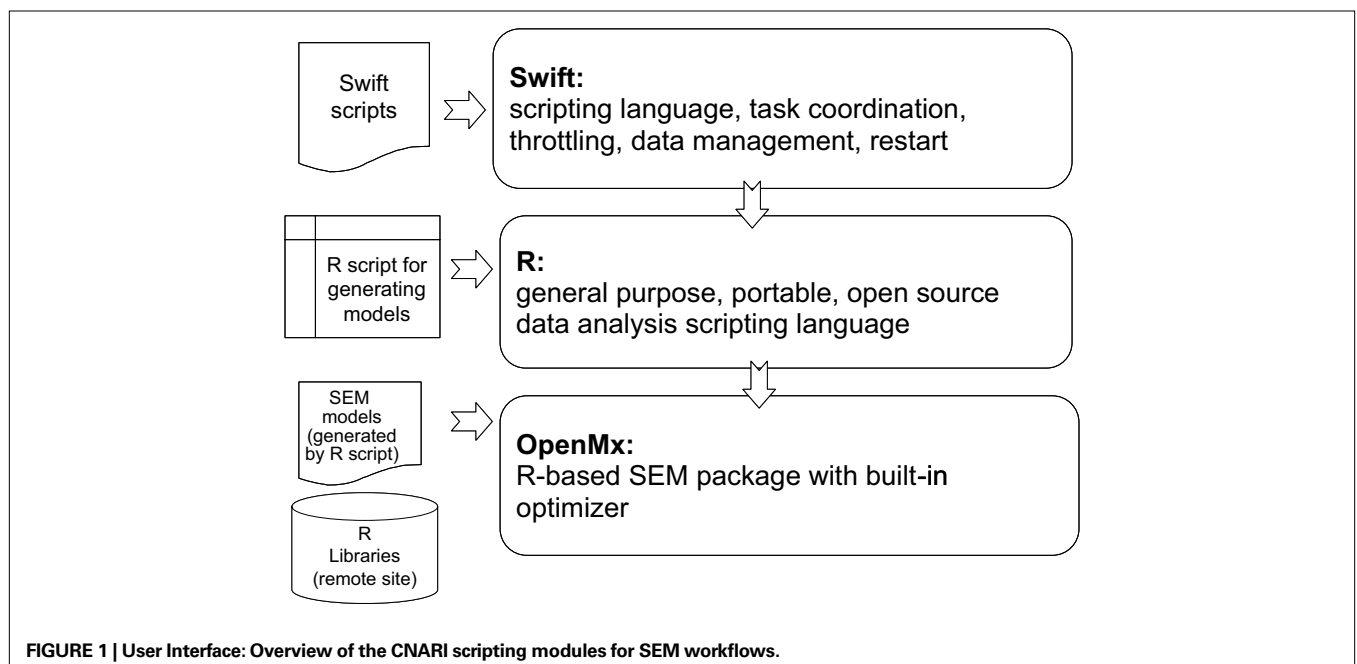 Swift
scripts
Swift:
scripting language, task coordination,
throttling, data management, restart
R script for
generating
models
R:
general purpose, portable, open source
data analysis scripting language
SEM
models
(generated
by R script)
OpenMx:
R-based SEM package with built-in
optimizer
R
Libraries
(remote site)
FIGURE 1 | User Interface: Overview of the CNARI scripting modules for SEM workflows.